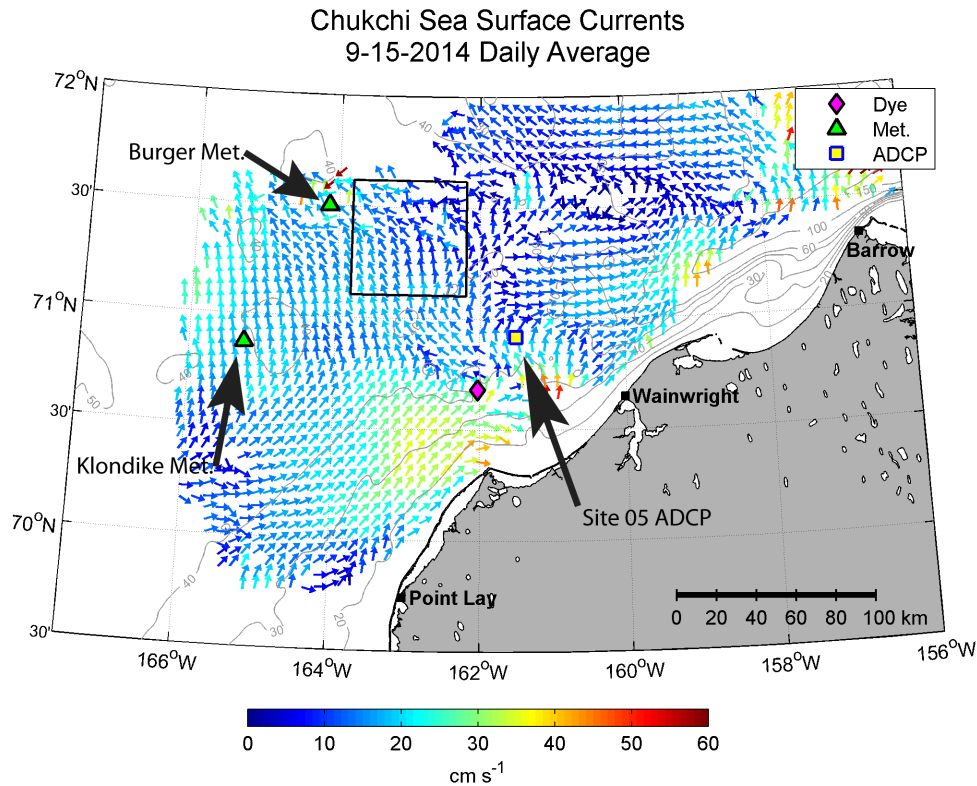 Chukchi Sea Surface Currents
9-15-2014 Daily Average
72°N
30'
71°N
30'
70°N
30'
Dye
Met.
ADCP
Burger Met.
Klondike Met.
Site 05 ADCP
Barrow
Wainwright
Point Lay
40
40
150
100
60
30
20
40
50
40
30
20
0 20 40 60 80 100 km
166°W 164°W 162°W 160°W 158°W 156°W
0 10 20 30 40 50 60
cm s-1